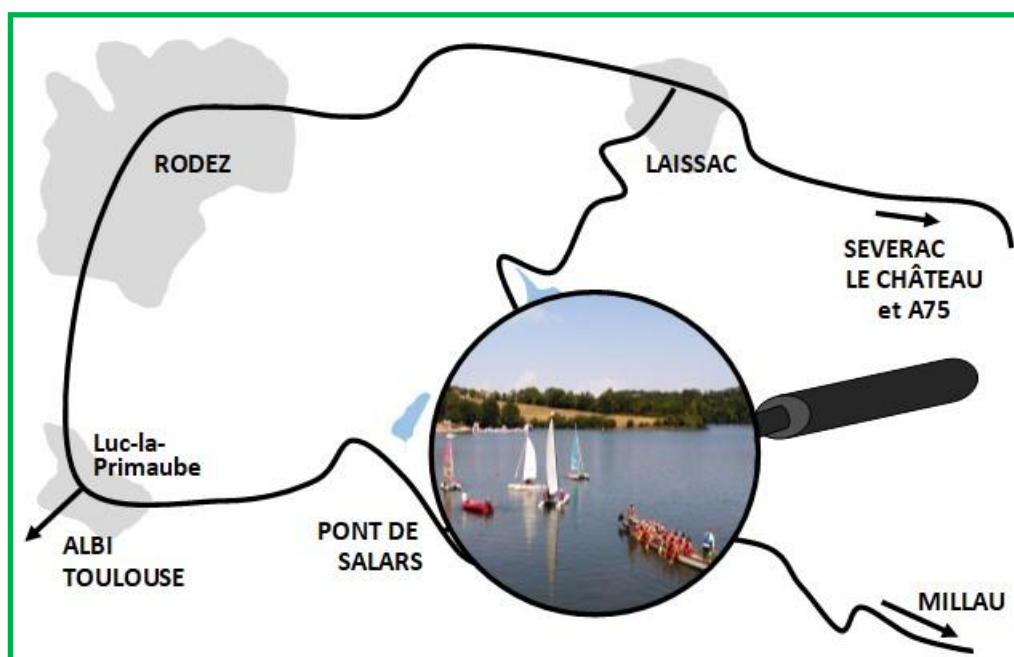 RODEZ
LAISSAC
SEVERAC
LE CHÂTEAU
et A75
Luc-la-
Primaube
PONT DE
SALARS
ALBI
TOULOUSE
MILLAU